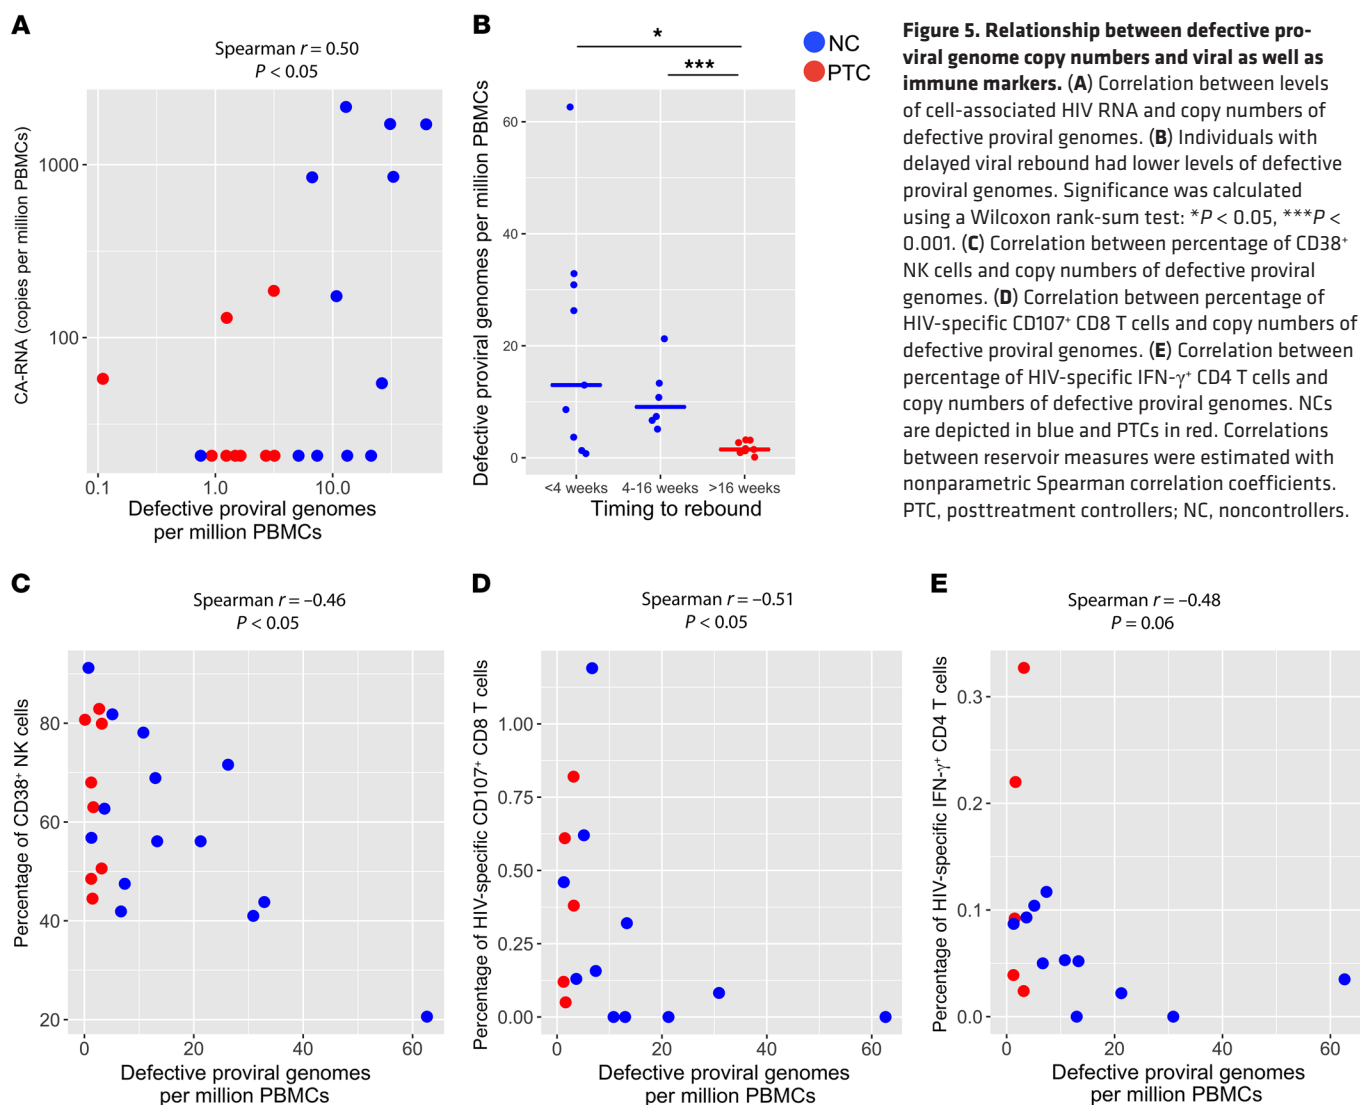 A
Spearman r = 0.50
P < 0.05
CA-RNA (copies per million PBMCs)
1000
100
0.1
1.0
10.0
Defective proviral genomes
per million PBMCs
B
*
***
NC
PTC
Defective proviral genomes per million PBMCs
60
40
20
0
<4 weeks
4-16 weeks
>16 weeks
Timing to rebound
Figure 5. Relationship between defective pro-
viral genome copy numbers and viral as well as
immune markers. (A) Correlation between levels
of cell-associated HIV RNA and copy numbers of
defective proviral genomes. (B) Individuals with
delayed viral rebound had lower levels of defective
proviral genomes. Significance was calculated
using a Wilcoxon rank-sum test: *P < 0.05, ***P <
0.001. (C) Correlation between percentage of CD38⁺
NK cells and copy numbers of defective proviral
genomes. (D) Correlation between percentage of
HIV-specific CD107⁺ CD8 T cells and copy numbers of
defective proviral genomes. (E) Correlation between
percentage of HIV-specific IFN-γ⁺ CD4 T cells and
copy numbers of defective proviral genomes. NCs
are depicted in blue and PTCs in red. Correlations
between reservoir measures were estimated with
nonparametric Spearman correlation coefficients.
PTC, posttreatment controllers; NC, noncontrollers.
C
Spearman r = –0.46
P < 0.05
Percentage of CD38⁺ NK cells
80
60
40
20
0
20
40
60
Defective proviral genomes
per million PBMCs
D
Spearman r = –0.51
P < 0.05
Percentage of HIV-specific CD107⁺ CD8 T cells
1.00
0.75
0.50
0.25
0.00
0
20
40
60
Defective proviral genomes
per million PBMCs
E
Spearman r = –0.48
P = 0.06
Percentage of HIV-specific IFN-γ⁺ CD4 T cells
0.3
0.2
0.1
0.0
0
20
40
60
Defective proviral genomes
per million PBMCs